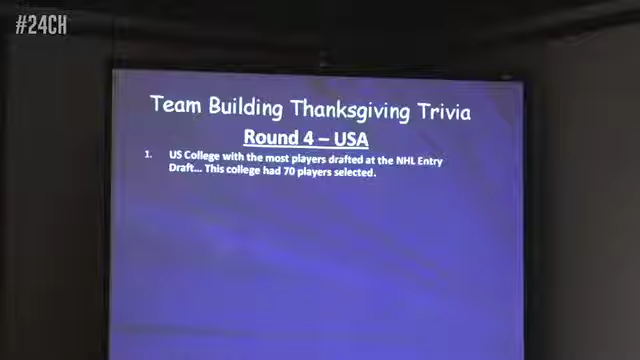 #24CH
Team Building Thanksgiving Trivia
Round 4 – USA
1. US College with the most players drafted at the NHL Entry
Draft... This college had 70 players selected.